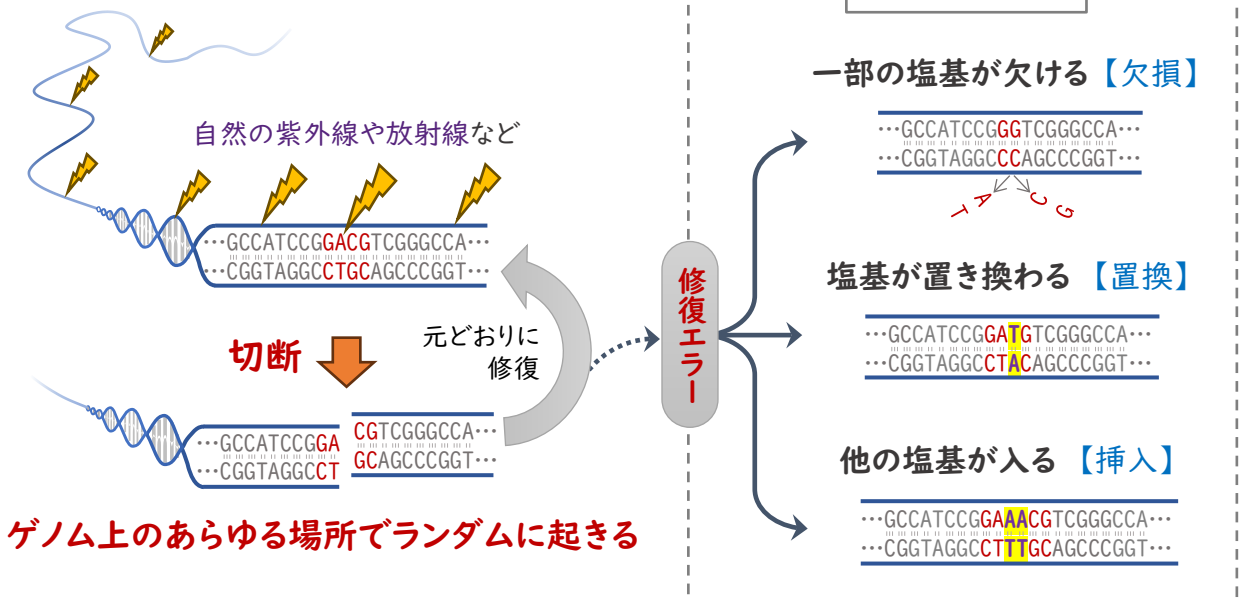 自然の紫外線や放射線など
···GCCATCCGGACGTCGGGCCA···
···CGGTAGGCCTGCAGCCCGGT···
切断
元どおりに
修復
···GCCATCCGGA
CGTCGGGCCA···
···CGGTAGGCCT
GCAGCCCGGT···
ゲノム上のあらゆる場所でランダムに起きる
修復エラー
一部の塩基が欠ける【欠損】
···GCCATCCGGGTCGGGCCA···
···CGGTAGGCCCAGCCCGGT···
T A C G
塩基が置き換わる【置換】
···GCCATCCGGATGTCGGGCCA···
···CGGTAGGCCTACAGCCCGGT···
他の塩基が入る【挿入】
···GCCATCCGGAAACGTCGGGCCA···
···CGGTAGGCCTTTGCAGCCCGGT···